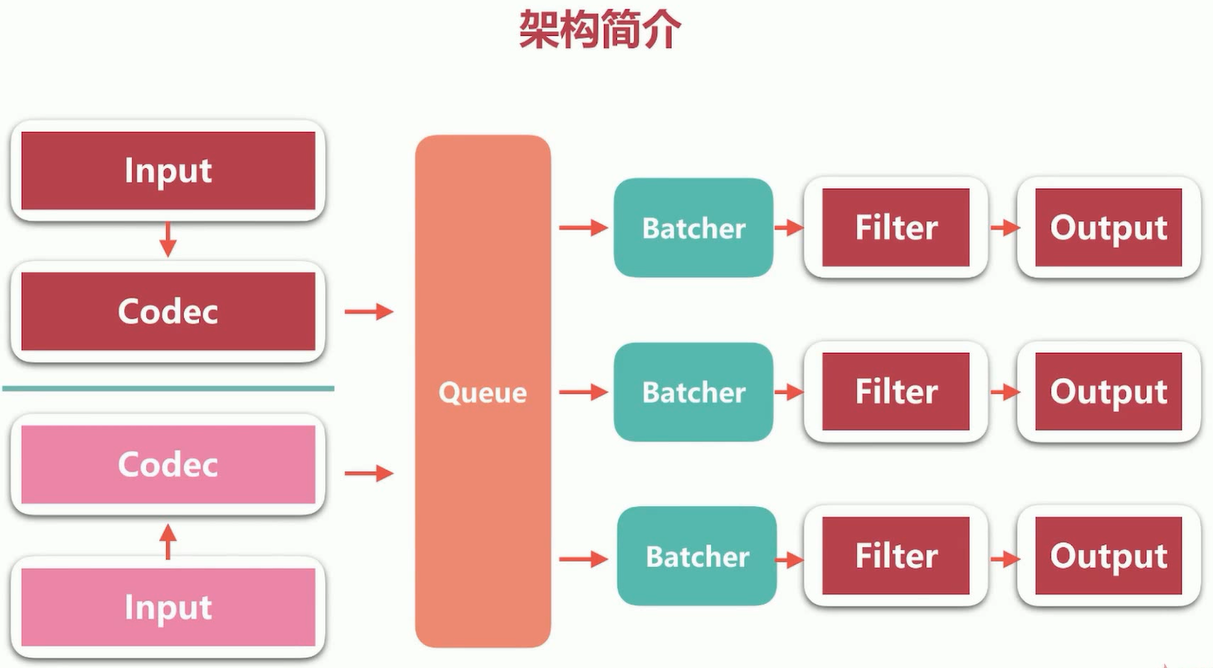 架构简介
Input
Codec
Codec
Input
Queue
Batcher
Filter
Output
Batcher
Filter
Output
Batcher
Filter
Output